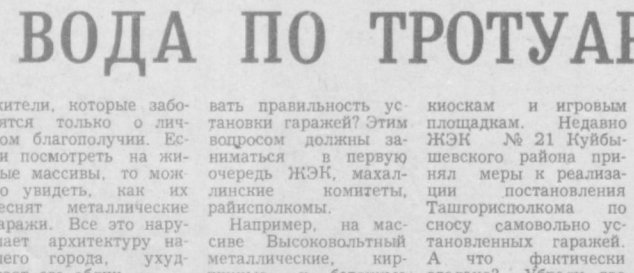 ВОДА ПО ТРОТУАР
жители, которые забо-
тятся только о лич-
ном благополучии. Ес-
ли посмотреть на жи-
лые массивы, то мож-
но увидеть, как их
теснят металлические
гаражи. Все это нару-
шает архитектуру на-
шего города, ухуд-
вать правильность ус-
тановки гаражей? Этим
вопросом должны за-
ниматься в первую
очередь ЖЭК, махал-
линские комитеты,
райисполкомы.
Например, на мас-
сиве Высоковольтный
металлические, кир-
киоскам и игровым
площадкам. Недавно
ЖЭК № 21 Куйбы-
шевского района при-
нял меры к реализа-
ции постановления
Ташгорисполкома по
сносу самовольно ус-
тановленных гаражей.
А что фактически